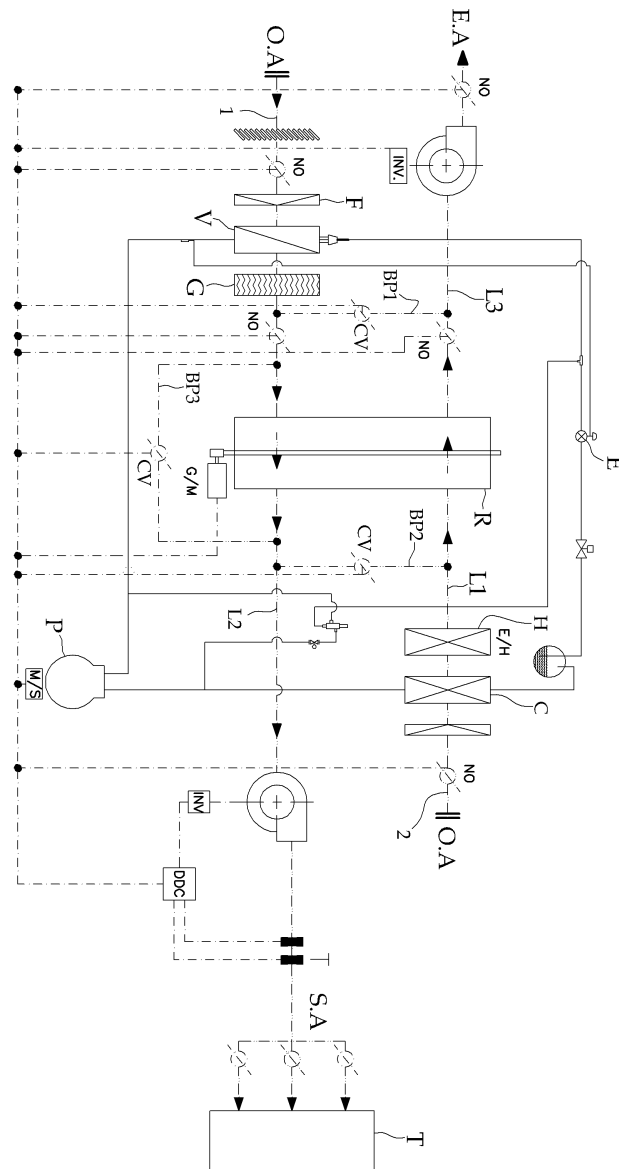 E.A
O.A
NO
1
INV.
NO
F
V
G
L3
BP1
CV
NO
NO
BP3
E
CV
G/M
R
CV
BP2
L1
L2
H
E/H
P
M/S
C
NO
2
O.A
INV
DDC
S.A
T